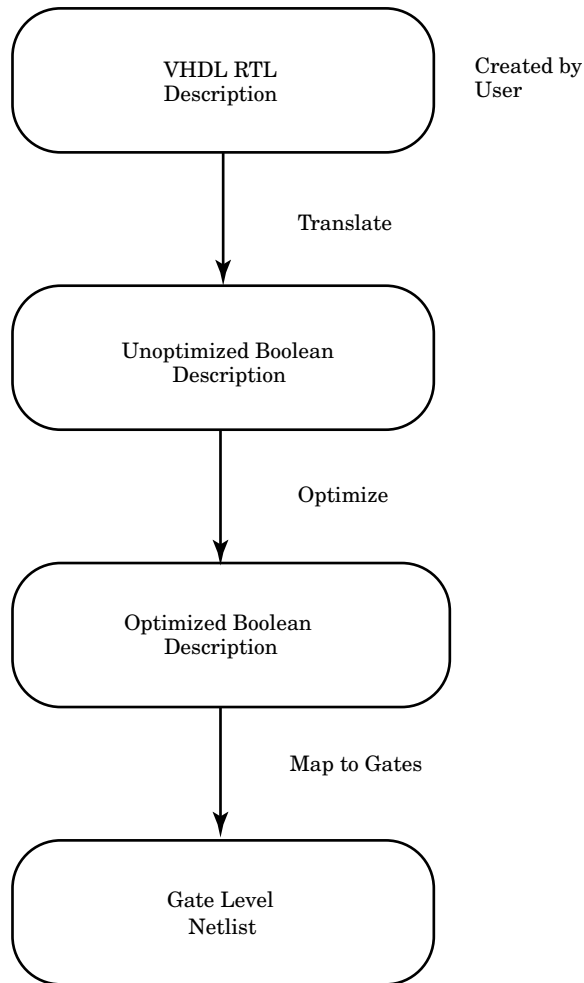 VHDL RTL
Description
Created by
User
Translate
Unoptimized Boolean
Description
Optimize
Optimized Boolean
Description
Map to Gates
Gate Level
Netlist